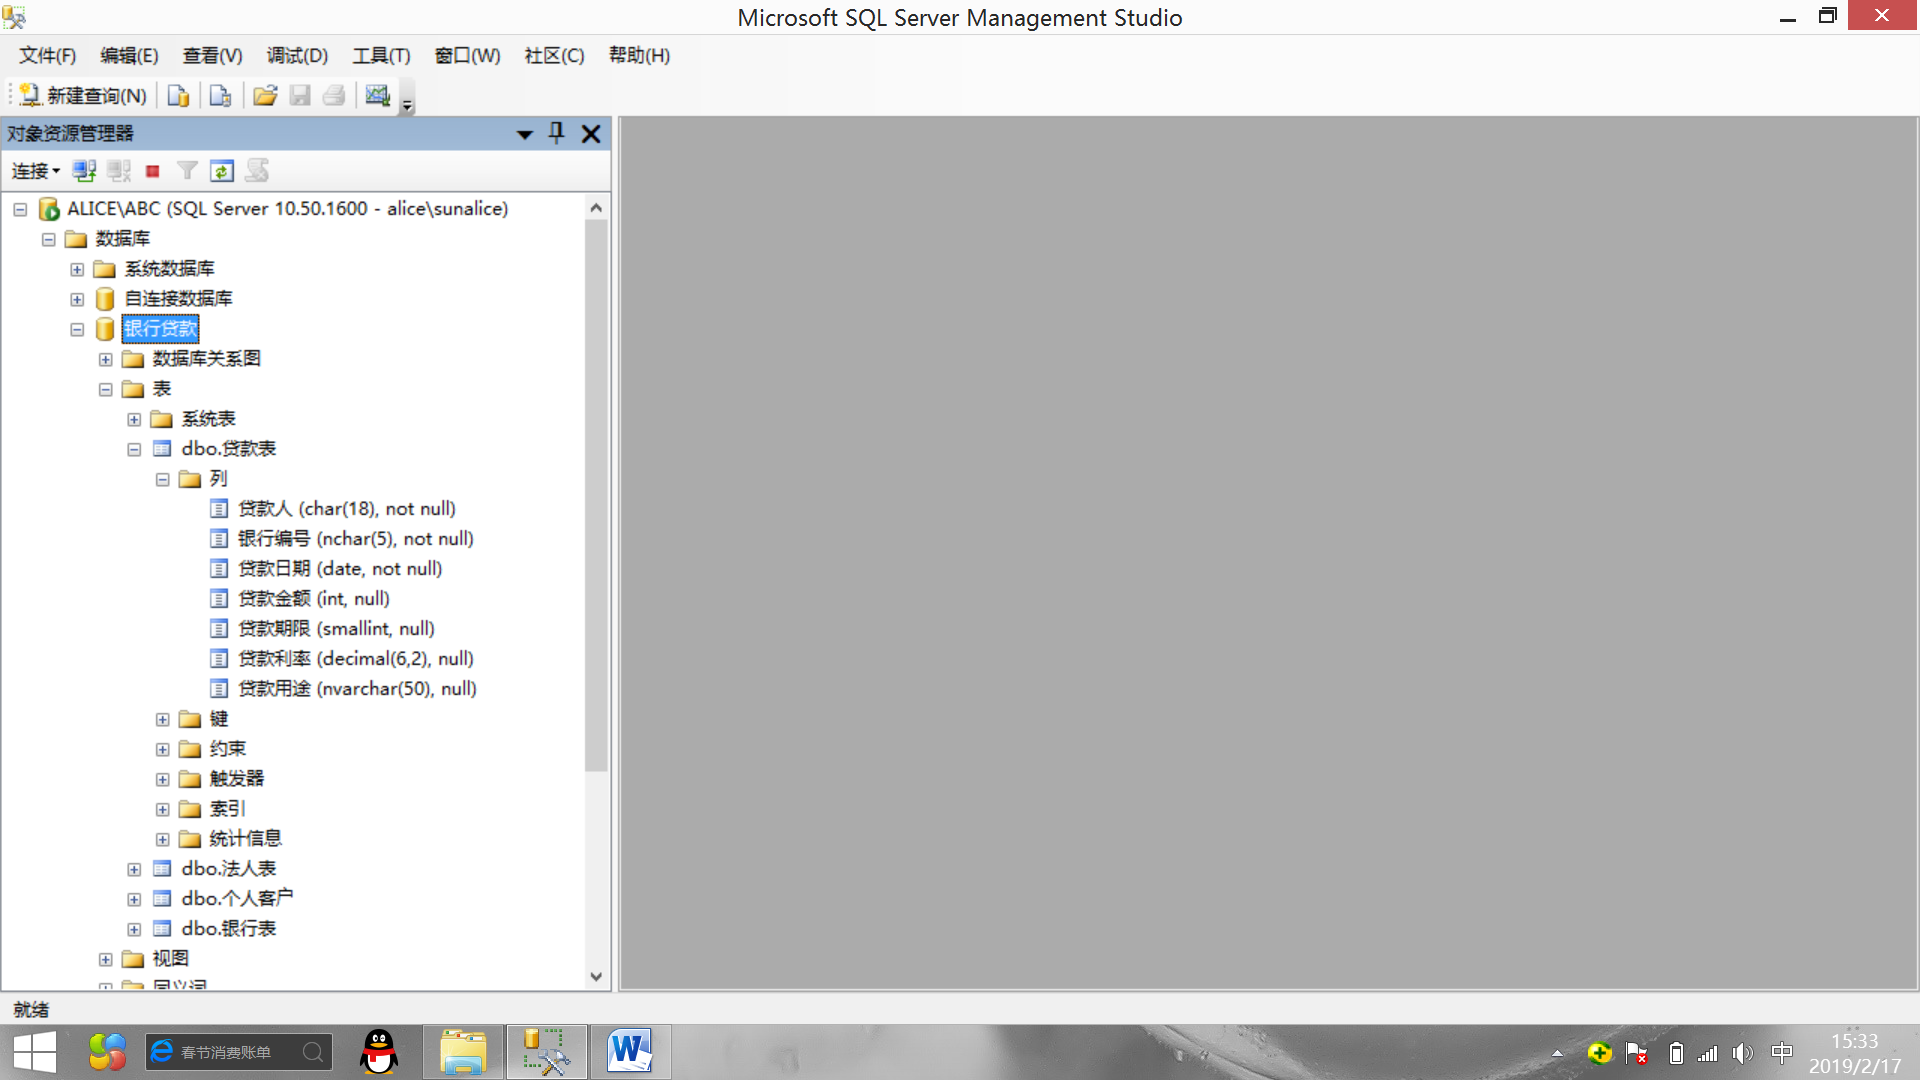 Microsoft SQL Server Management Studio
文件(F) 编辑(E) 查看(V) 调试(D) 工具(T) 窗口(W) 社区(C) 帮助(H)
新建查询(N)
对象资源管理器
连接
ALICE\ABC (SQL Server 10.50.1600 - alice\sunalice)
数据库
系统数据库
自连接数据库
银行贷款
数据库关系图
表
系统表
dbo.贷款表
列
贷款人 (char(18), not null)
银行编号 (nchar(5), not null)
贷款日期 (date, not null)
贷款金额 (int, null)
贷款期限 (smallint, null)
贷款利率 (decimal(6,2), null)
贷款用途 (nvarchar(50), null)
键
约束
触发器
索引
统计信息
dbo.法人表
dbo.个人客户
dbo.银行表
视图
同义词
就绪
春节消费账单
中
15:33
2019/2/17